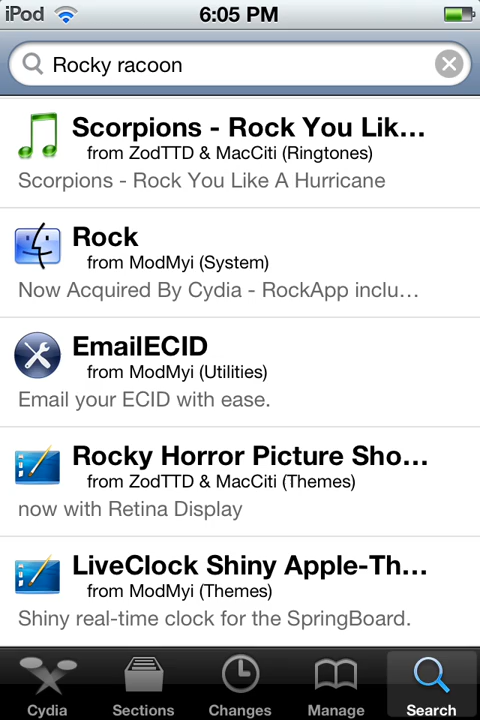 iPod 6:05 PM
Rocky racoon
Scorpions - Rock You Lik...
from ZodTTD & MacCiti (Ringtones)
Scorpions - Rock You Like A Hurricane
Rock
from ModMyi (System)
Now Acquired By Cydia - RockApp inclu...
EmailECID
from ModMyi (Utilities)
Email your ECID with ease.
Rocky Horror Picture Sho...
from ZodTTD & MacCiti (Themes)
now with Retina Display
LiveClock Shiny Apple-Th...
from ModMyi (Themes)
Shiny real-time clock for the SpringBoard.
Cydia Sections Changes Manage Search